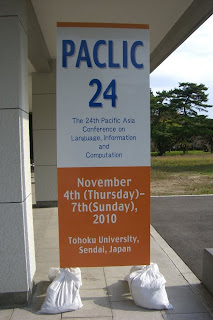 PACLIC
24
The 24th Pacific Asia
Conference on
Language, Information
and
Computation
November
4th (Thursday)-
7th(Sunday),
2010
Tohoku University,
Sendai, Japan